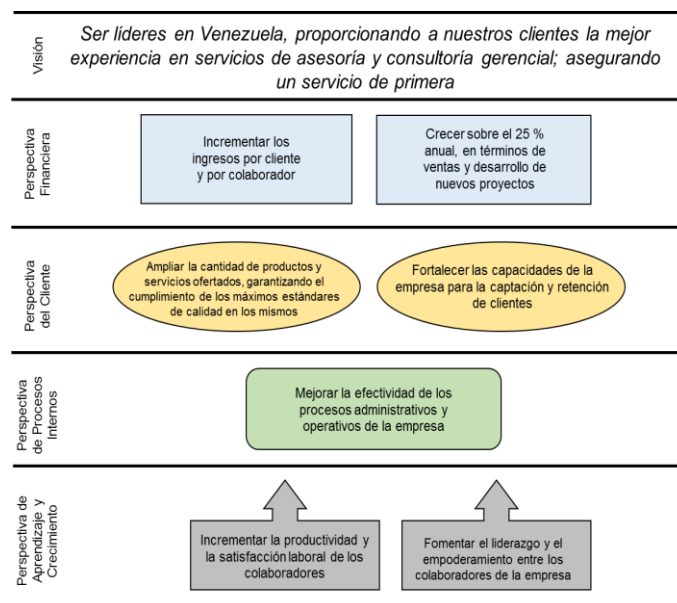 Visión
Ser líderes en Venezuela, proporcionando a nuestros clientes la mejor
experiencia en servicios de asesoría y consultoría gerencial; asegurando
un servicio de primera
Perspectiva
Financiera
Incrementar los
ingresos por cliente
y por colaborador
Crecer sobre el 25 %
anual, en términos de
ventas y desarrollo de
nuevos proyectos
Perspectiva
del Cliente
Ampliar la cantidad de productos y
servicios ofertados, garantizando el
cumplimiento de los máximos estándares
de calidad en los mismos
Fortalecer las capacidades de la
empresa para la captación y retención
de clientes
Perspectiva
de Procesos
Internos
Mejorar la efectividad de los
procesos administrativos y
operativos de la empresa
Perspectiva de
Aprendizaje y
Crecimiento
Incrementar la productividad y
la satisfacción laboral de los
colaboradores
Fomentar el liderazgo y el
empoderamiento entre los
colaboradores de la empresa